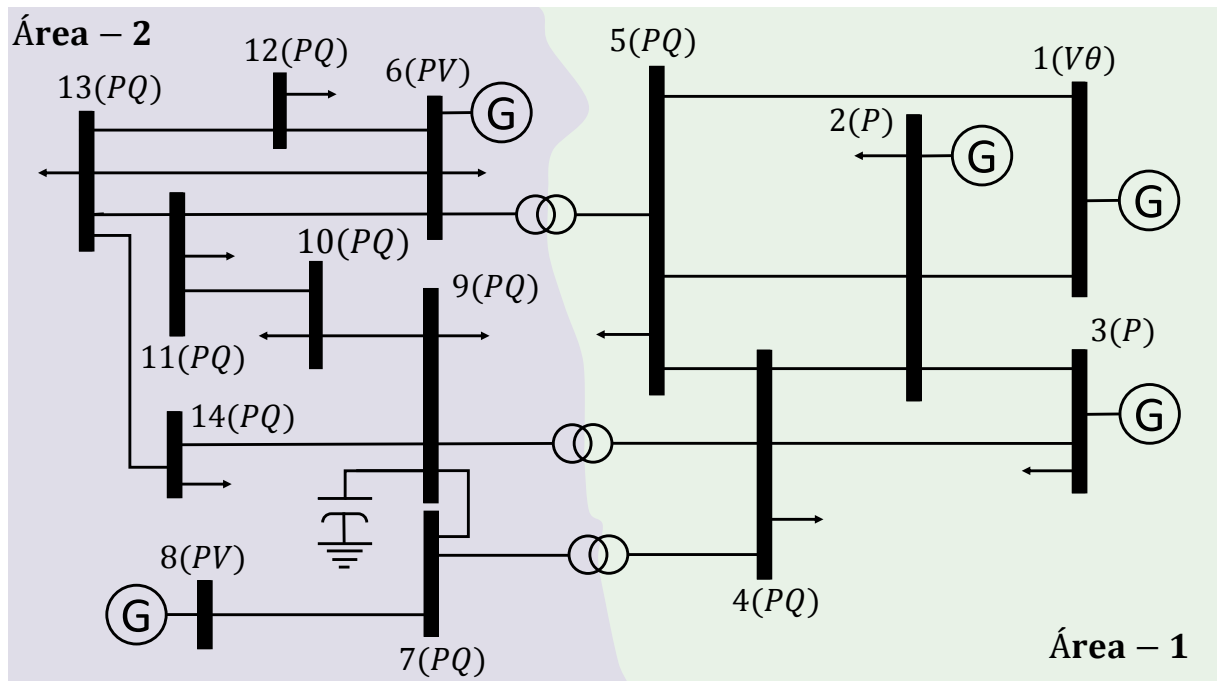 Área − 2
12(PQ)
13(PQ)
6(PV)
G
5(PQ)
1(Vθ)
2(P)
G
G
10(PQ)
9(PQ)
11(PQ)
3(P)
G
14(PQ)
8(PV)
G
7(PQ)
4(PQ)
Área − 1